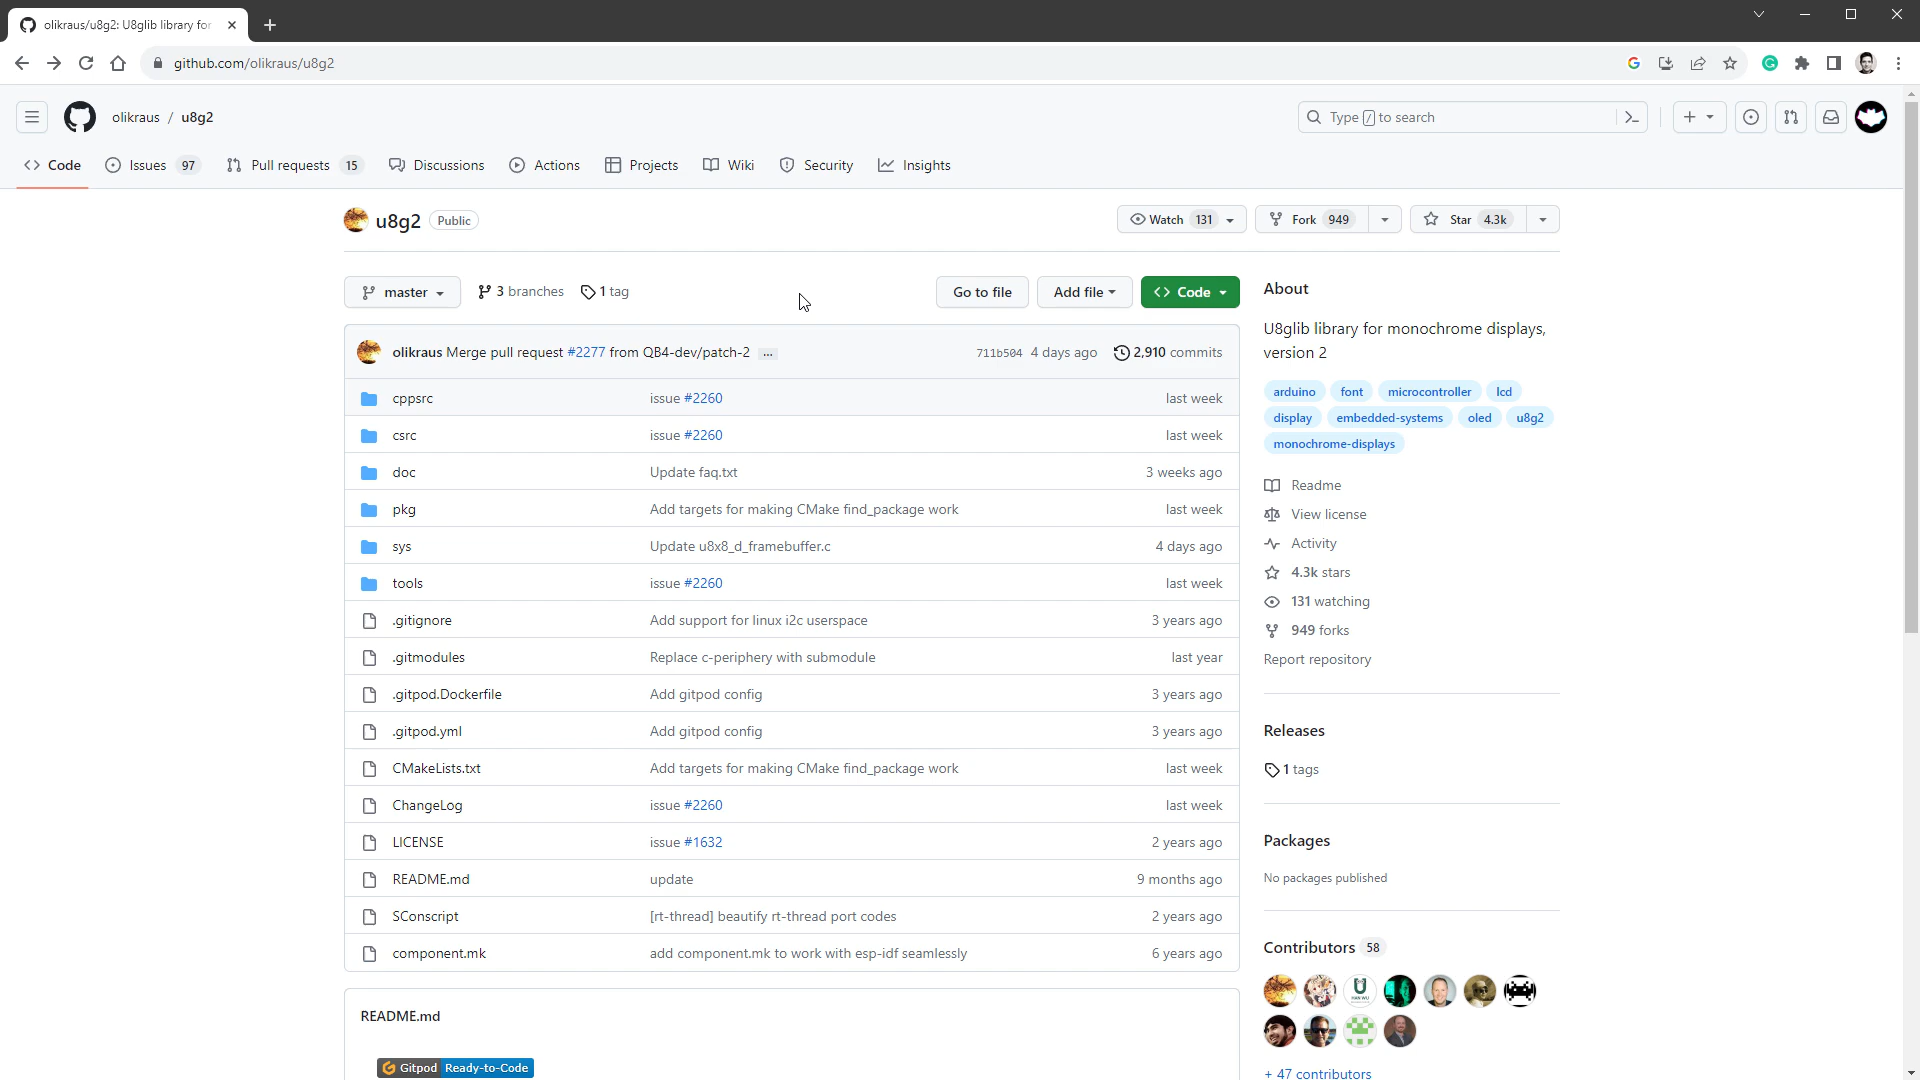 olikraus/u8g2: U8glib library for
github.com/olikraus/u8g2
olikraus / u8g2
Type / to search
Code
Issues 97
Pull requests 15
Discussions
Actions
Projects
Wiki
Security
Insights
u8g2 Public
Watch 131
Fork 949
Star 4.3k
master
3 branches
1 tag
Go to file
Add file
Code
olikraus Merge pull request #2277 from QB4-dev/patch-2 ...
711b504 4 days ago
2,910 commits
cppsrc issue #2260 last week
csrc issue #2260 last week
doc Update faq.txt 3 weeks ago
pkg Add targets for making CMake find_package work last week
sys Update u8x8_d_framebuffer.c 4 days ago
tools issue #2260 last week
.gitignore Add support for linux i2c userspace 3 years ago
.gitmodules Replace c-periphery with submodule last year
.gitpod.Dockerfile Add gitpod config 3 years ago
.gitpod.yml Add gitpod config 3 years ago
CMakeLists.txt Add targets for making CMake find_package work last week
ChangeLog issue #2260 last week
LICENSE issue #1632 2 years ago
README.md update 9 months ago
SConscript [rt-thread] beautify rt-thread port codes 2 years ago
component.mk add component.mk to work with esp-idf seamlessly 6 years ago
README.md
Gitpod Ready-to-Code
About
U8glib library for monochrome displays,
version 2
arduino font microcontroller lcd
display embedded-systems oled u8g2
monochrome-displays
Readme
View license
Activity
4.3k stars
131 watching
949 forks
Report repository
Releases
1 tags
Packages
No packages published
Contributors 58
+ 47 contributors